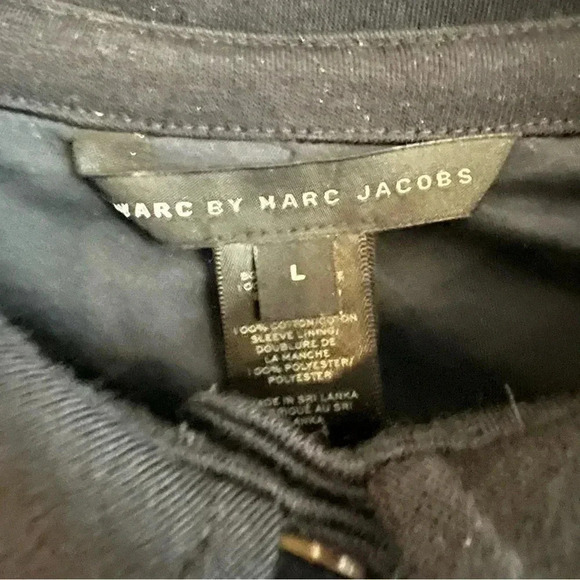 MARC BY MARC JACOBS
L
100% COTTON/COTON
SLEEVE LINING/
DOUBLURE DE
LA MANCHE
100% POLYESTER/
POLYESTER
MADE IN SRI LANKA
FABRIQUÉ AU SRI
LANKA